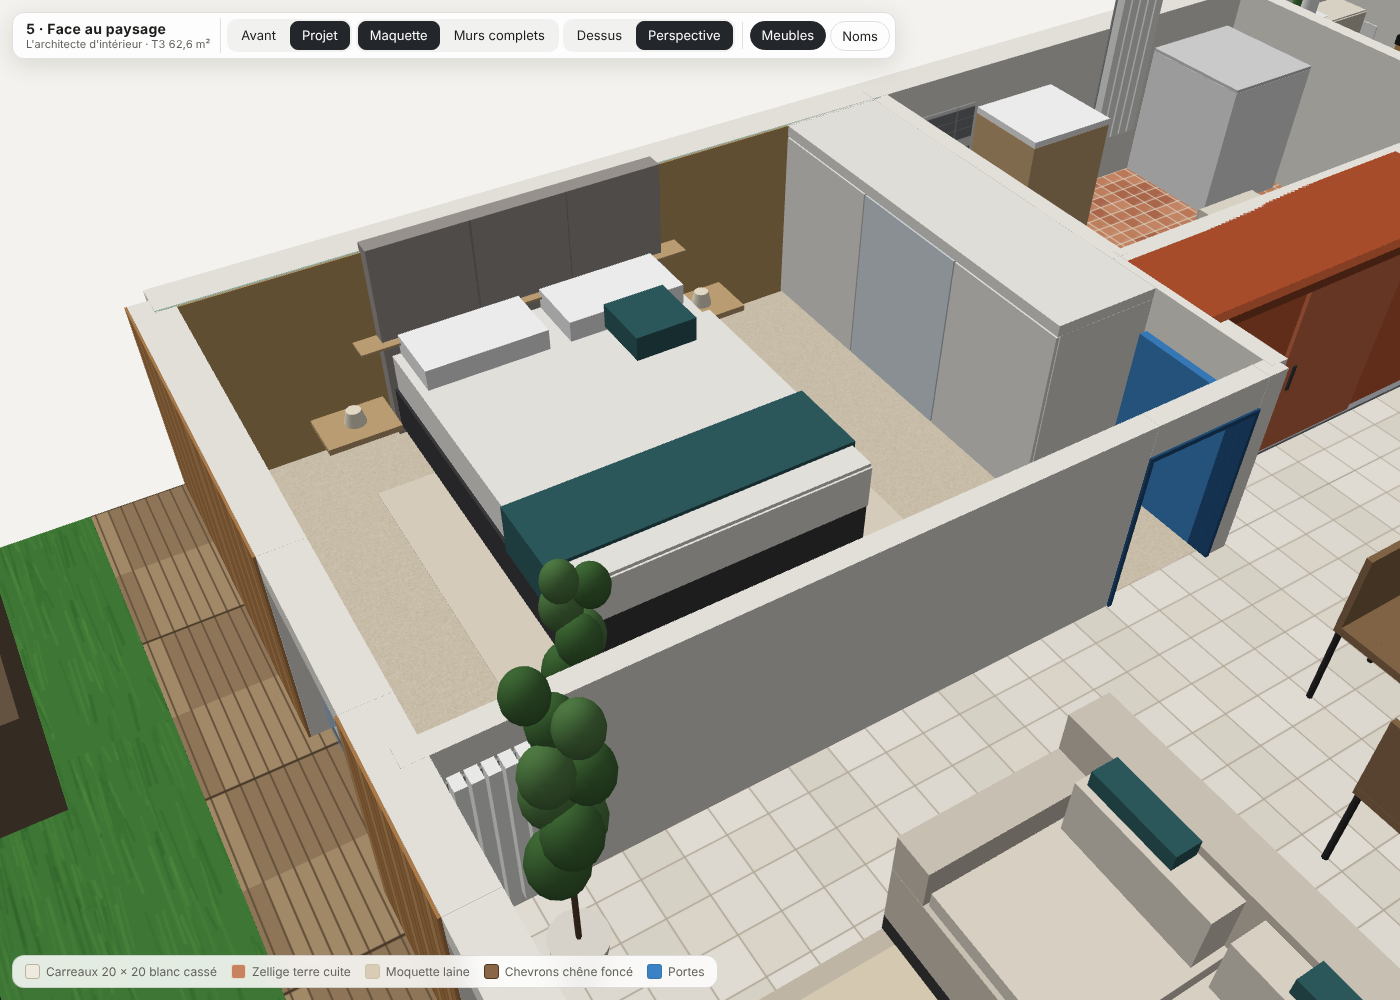 5 · Face au paysage
L'architecte d'intérieur · T3 62,6 m²
Avant
Projet
Maquette
Murs complets
Dessus
Perspective
Meubles
Noms
Carreaux 20 × 20 blanc cassé
Zellige terre cuite
Moquette laine
Chevrons chêne foncé
Portes